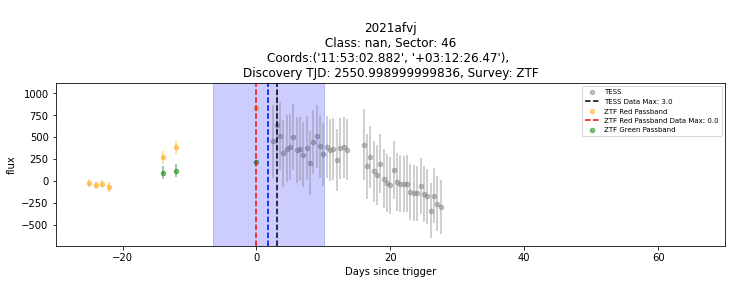 2021afvj
Class: nan, Sector: 46
Coords:('11:53:02.882', '+03:12:26.47'),
Discovery TJD: 2550.998999999836, Survey: ZTF
1000
750
500
250
0
−250
−500
flux
TESS
TESS Data Max: 3.0
ZTF Red Passband
ZTF Red Passband Data Max: 0.0
ZTF Green Passband
−20
0
20
40
60
Days since trigger